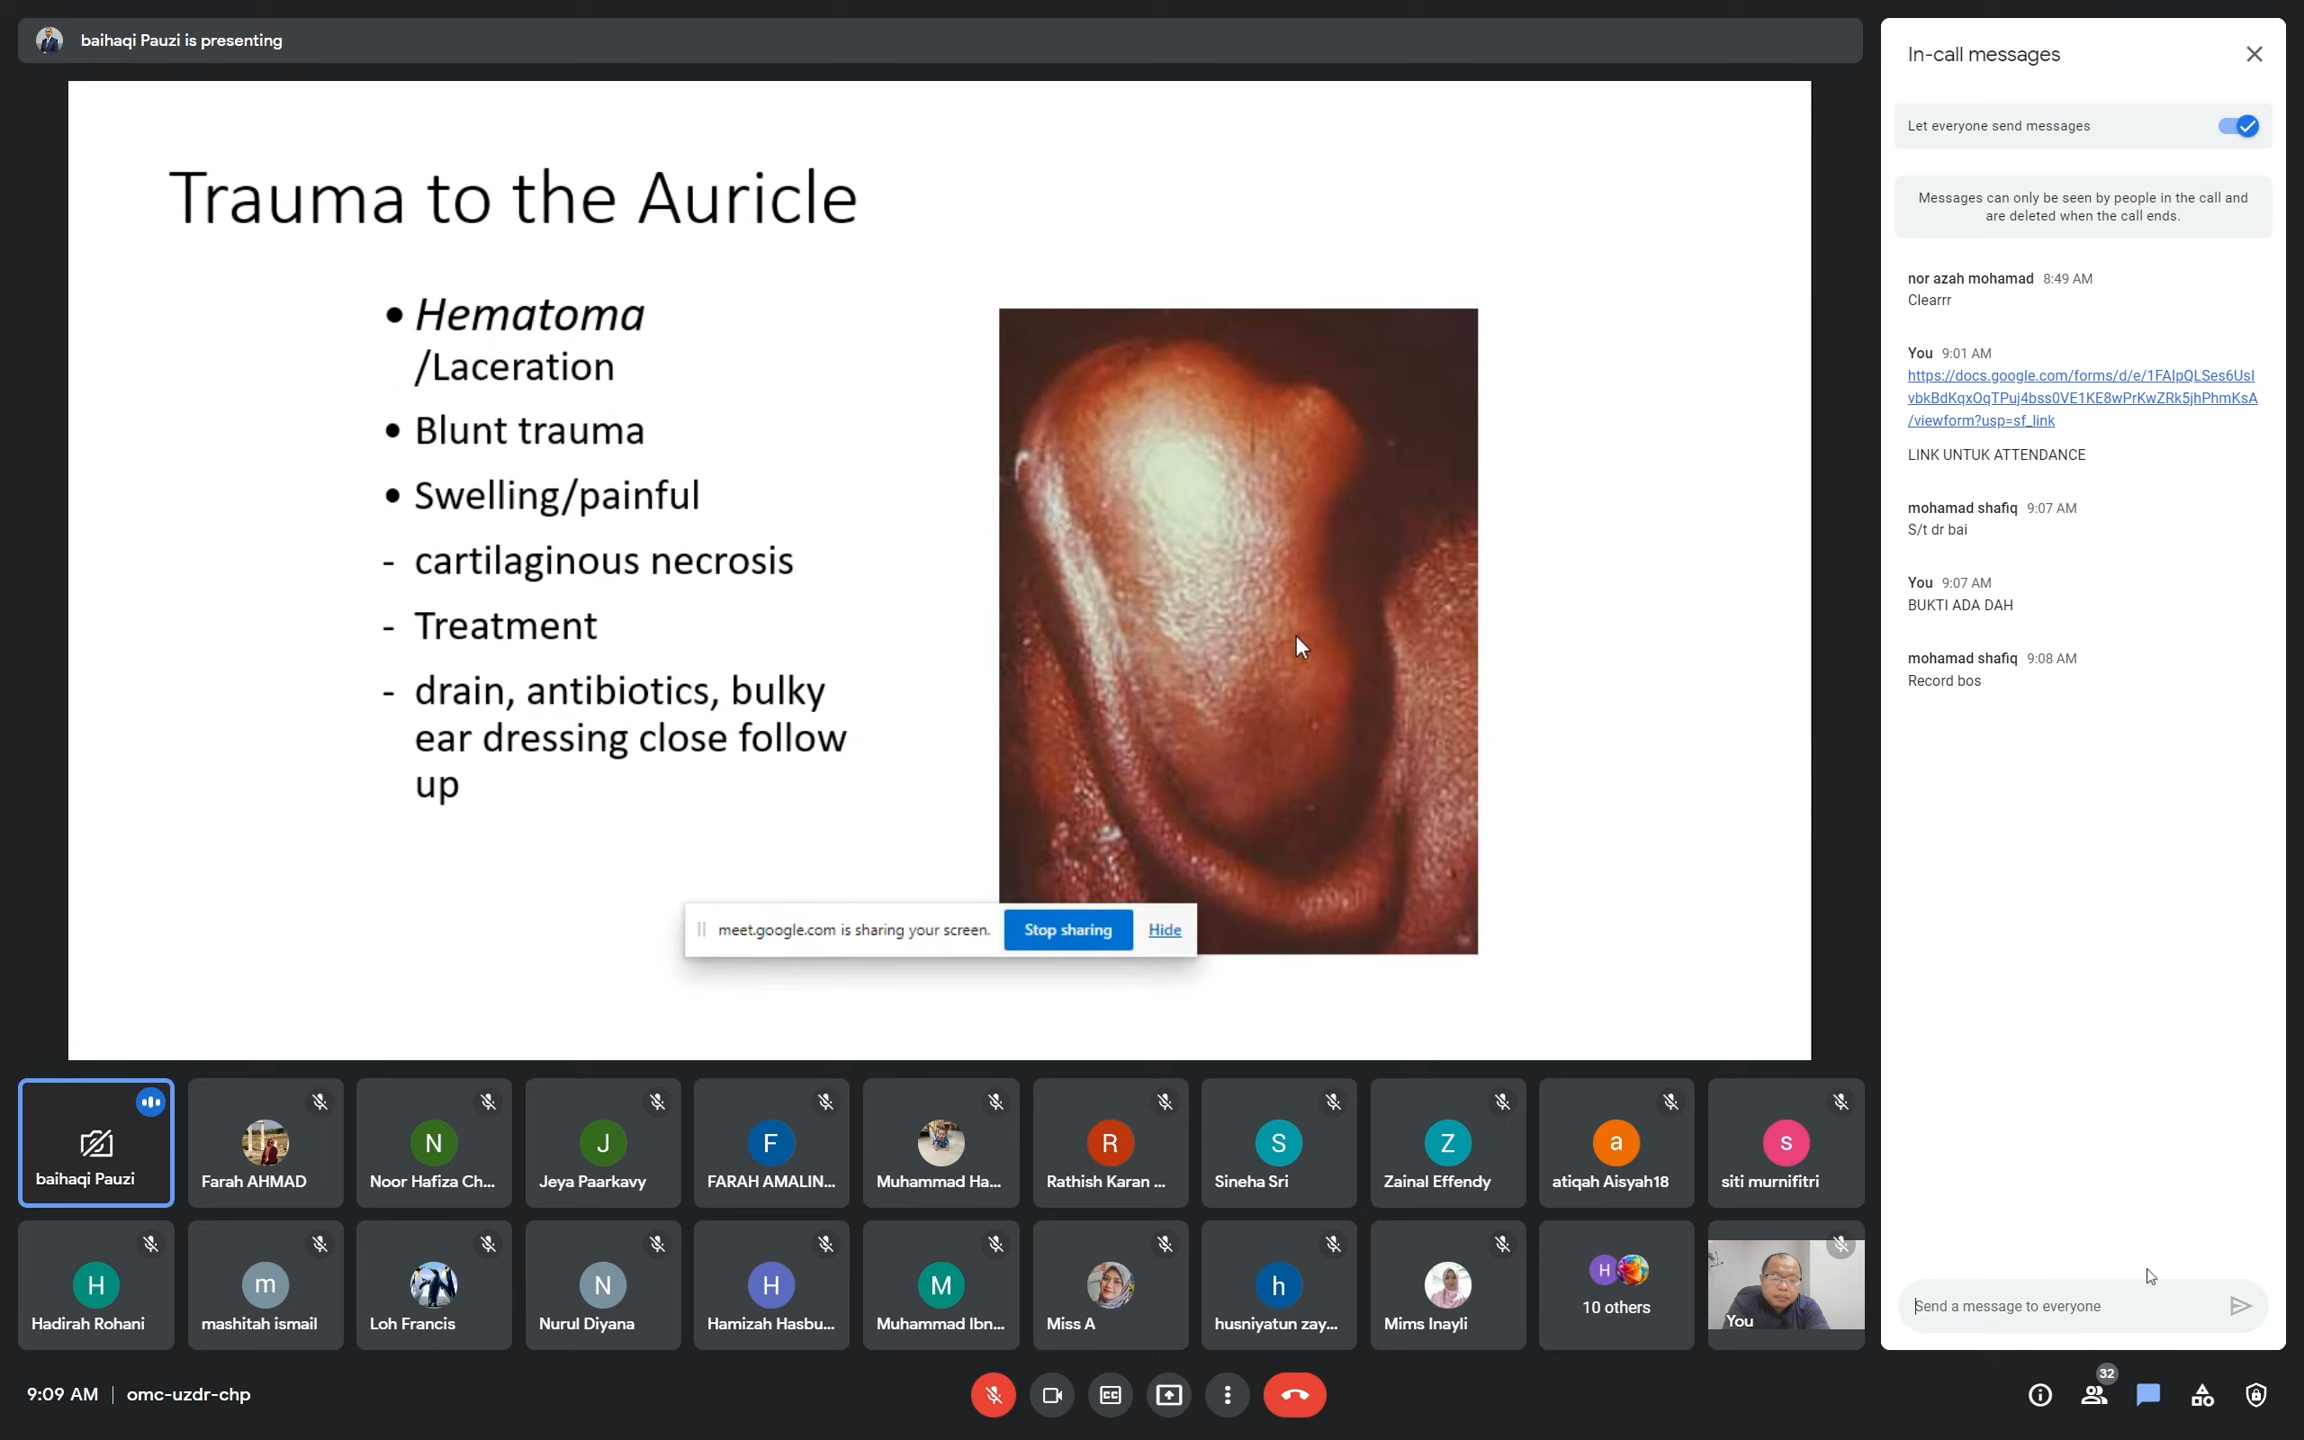 baihaqi Pauzi is presenting
Trauma to the Auricle
• Hematoma
/Laceration
• Blunt trauma
• Swelling/painful
- cartilaginous necrosis
- Treatment
- drain, antibiotics, bulky
ear dressing close follow
up
meet.google.com is sharing your screen.
Stop sharing
Hide
In-call messages
Let everyone send messages
Messages can only be seen by people in the call and
are deleted when the call ends.
nor azah mohamad 8:49 AM
Clearrr
You 9:01 AM
https://docs.google.com/forms/d/e/1FAIpQLSes6UsI
vbkBdKqxOqTPuj4bss0VE1KE8wPrKwZRk5jhPhmKsA
/viewform?usp=sf_link
LINK UNTUK ATTENDANCE
mohamad shafiq 9:07 AM
S/t dr bai
You 9:07 AM
BUKTI ADA DAH
mohamad shafiq 9:08 AM
Record bos
Send a message to everyone
baihaqi Pauzi
Farah AHMAD
N
Noor Hafiza Ch...
J
Jeya Paarkavy
F
FARAH AMALIN...
Muhammad Ha...
R
Rathish Karan ...
S
Sineha Sri
Z
Zainal Effendy
a
atiqah Aisyah18
s
siti murnifitri
H
Hadirah Rohani
m
mashitah ismail
Loh Francis
N
Nurul Diyana
H
Hamizah Hasbu...
M
Muhammad Ibn...
Miss A
h
husniyatun zay...
Mims Inayli
H
10 others
You
9:09 AM | omc-uzdr-chp
CC
32